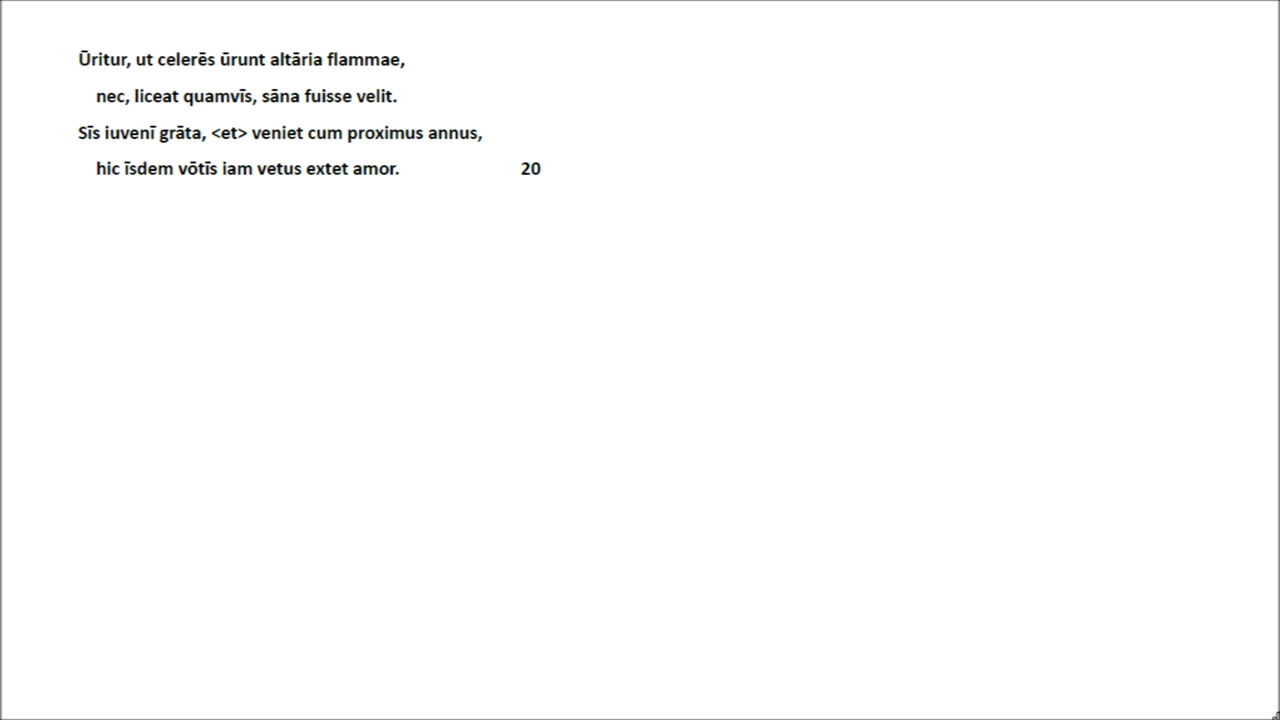 Ūritur, ut celerēs ūrunt altāria flammae,
nec, liceat quamvīs, sāna fuisse velit.
Sīs iuvenī grāta, <et> veniet cum proximus annus,
hic īsdem vōtīs iam vetus extet amor. 20